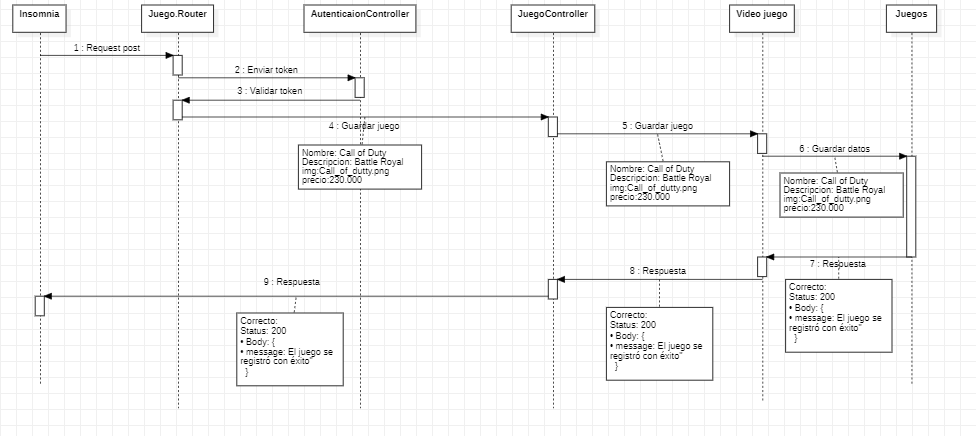 Insomnia
Juego.Router
AutenticaionController
JuegoController
Video juego
Juegos
1 : Request post
2 : Enviar token
3 : Validar token
4 : Guardar juego
Nombre: Call of Duty
Descripcion: Battle Royal
img:Call_of_dutty.png
precio:230.000
5 : Guardar juego
Nombre: Call of Duty
Descripcion: Battle Royal
img:Call_of_dutty.png
precio:230.000
6 : Guardar datos
Nombre: Call of Duty
Descripcion: Battle Royal
img:Call_of_dutty.png
precio:230.000
7 : Respuesta
Correcto:
Status: 200
• Body: {
• message: El juego se
registró con éxito"
}
8 : Respuesta
Correcto:
Status: 200
• Body: {
• message: El juego se
registró con éxito"
}
9 : Respuesta
Correcto:
Status: 200
• Body: {
• message: El juego se
registró con éxito"
}